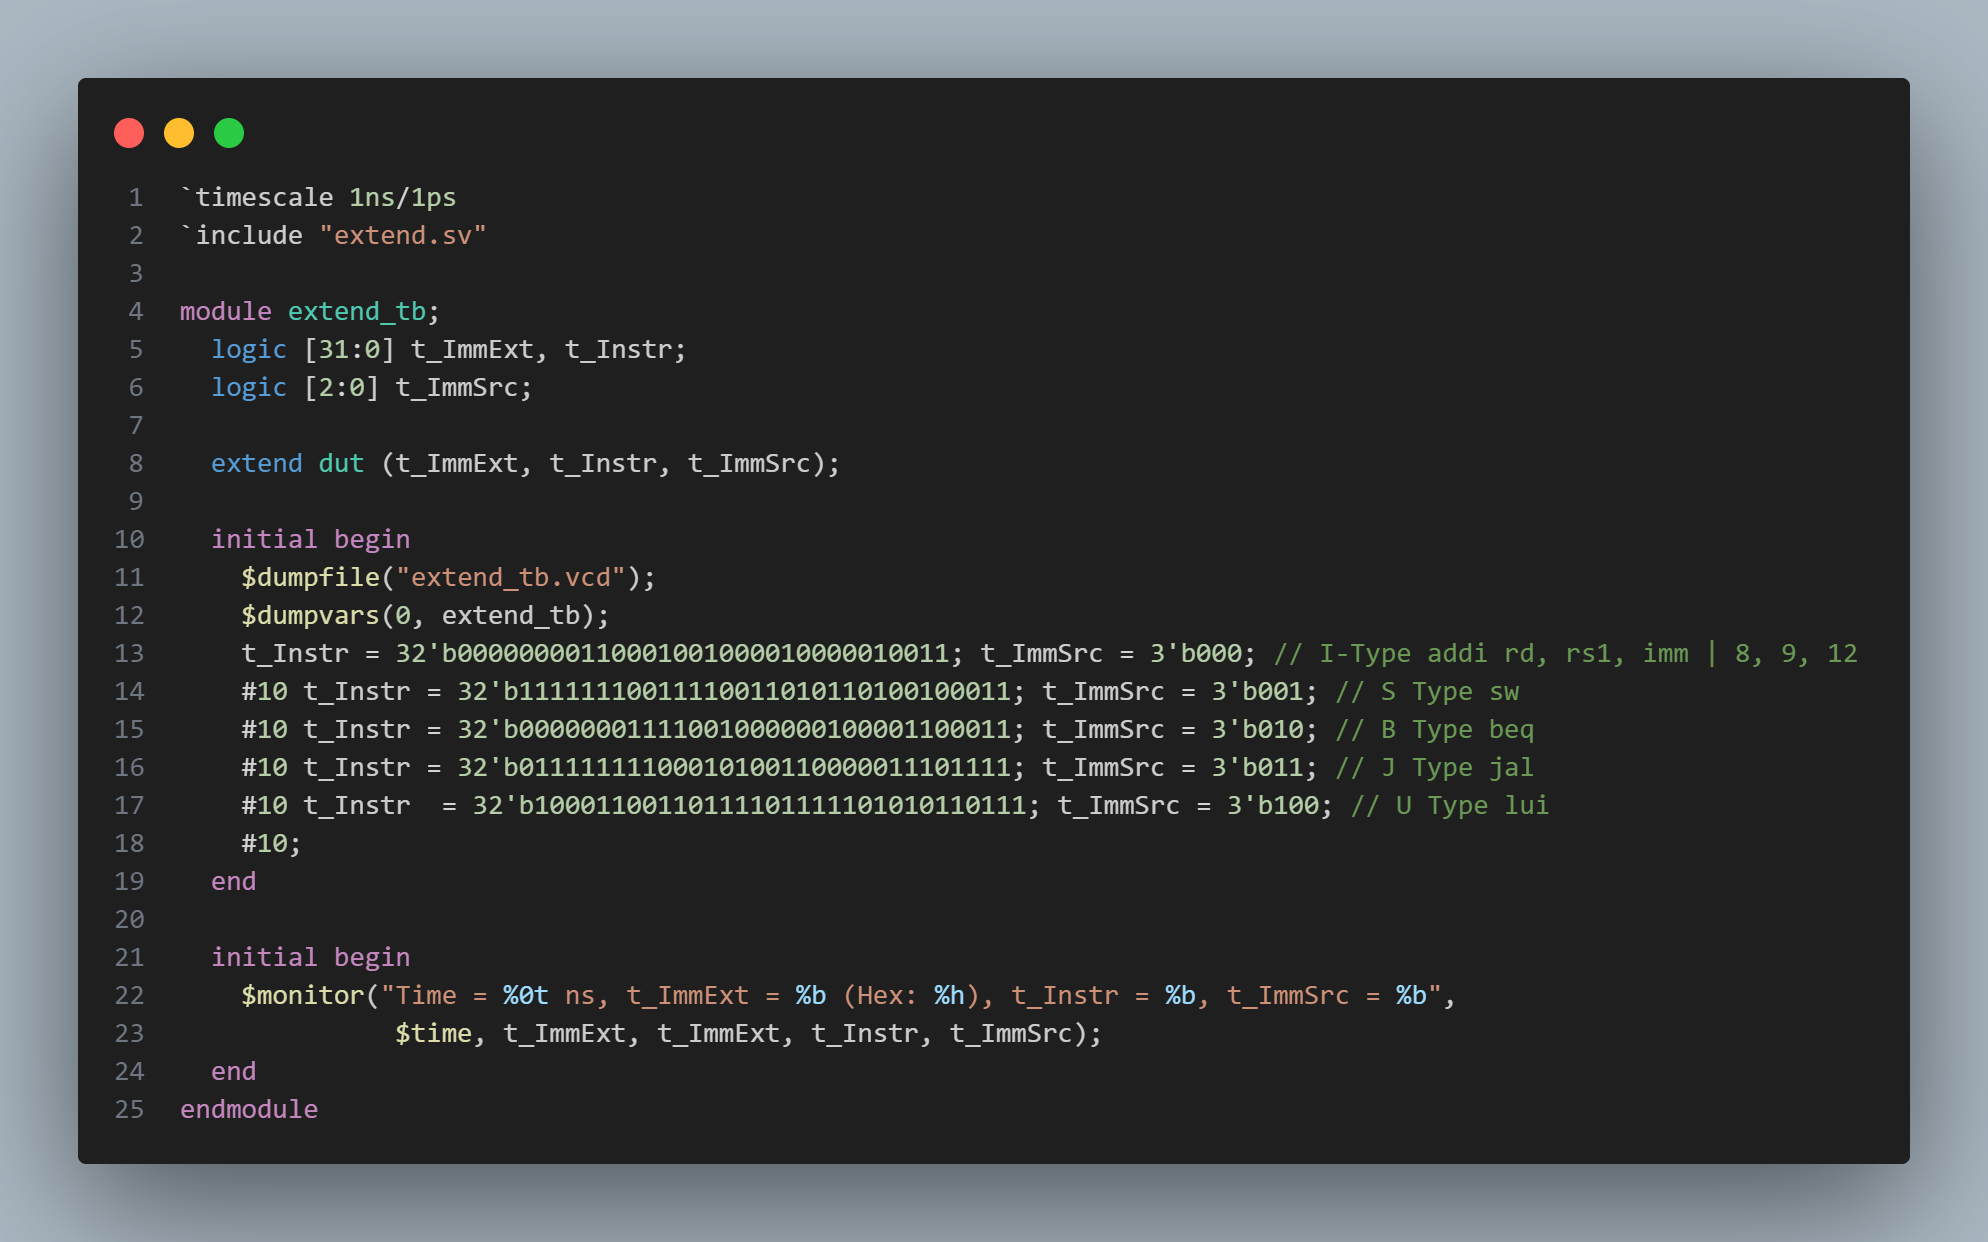 1 `timescale 1ns/1ps
2 `include "extend.sv"
3
4 module extend_tb;
5 logic [31:0] t_ImmExt, t_Instr;
6 logic [2:0] t_ImmSrc;
7
8 extend dut (t_ImmExt, t_Instr, t_ImmSrc);
9
10 initial begin
11 $dumpfile("extend_tb.vcd");
12 $dumpvars(0, extend_tb);
13 t_Instr = 32'b00000000110001001000010000010011; t_ImmSrc = 3'b000; // I-Type addi rd, rs1, imm | 8, 9, 12
14 #10 t_Instr = 32'b11111110011110011010110100100011; t_ImmSrc = 3'b001; // S Type sw
15 #10 t_Instr = 32'b00000001111001000000100001100011; t_ImmSrc = 3'b010; // B Type beq
16 #10 t_Instr = 32'b01111111100010100110000011101111; t_ImmSrc = 3'b011; // J Type jal
17 #10 t_Instr  = 32'b10001100110111101111101010110111; t_ImmSrc = 3'b100; // U Type lui
18 #10;
19 end
20
21 initial begin
22 $monitor("Time = %0t ns, t_ImmExt = %b (Hex: %h), t_Instr = %b, t_ImmSrc = %b",
23 $time, t_ImmExt, t_ImmExt, t_Instr, t_ImmSrc);
24 end
25 endmodule